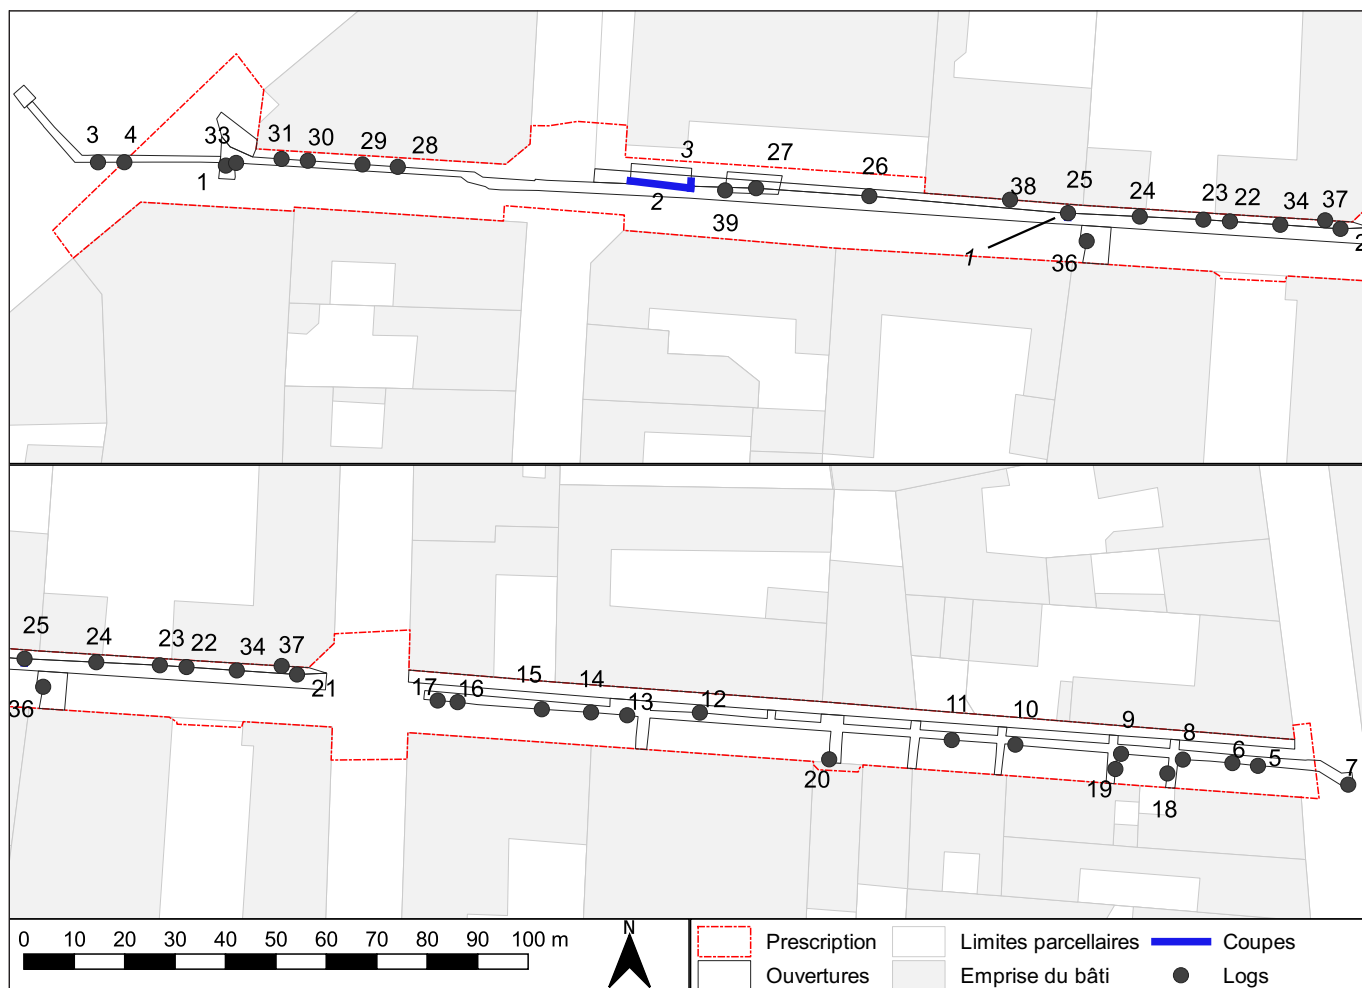 3 4 33 31 30 29 28 3 27 26 38 25 24 23 22 34 37
1 2 39 1 36 2
25 24 23 22 34 37 15 14
36 21 17 16 13 12 11 10 9 8 6 5 7
20 19 18
0 10 20 30 40 50 60 70 80 90 100 m
N
Prescription
Limites parcellaires
Coupes
Ouvertures
Emprise du bâti
Logs